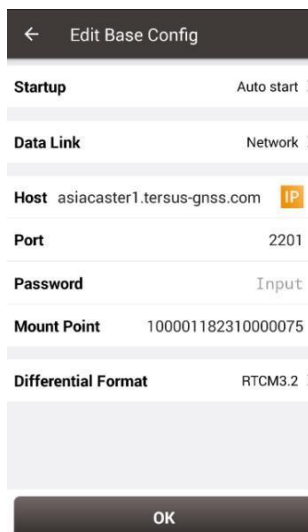 ← Edit Base Config
Startup Auto start
Data Link Network
Host asiacaster1.tersus-gnss.com IP
Port 2201
Password Input
Mount Point 100001182310000075
Differential Format RTCM3.2
OK